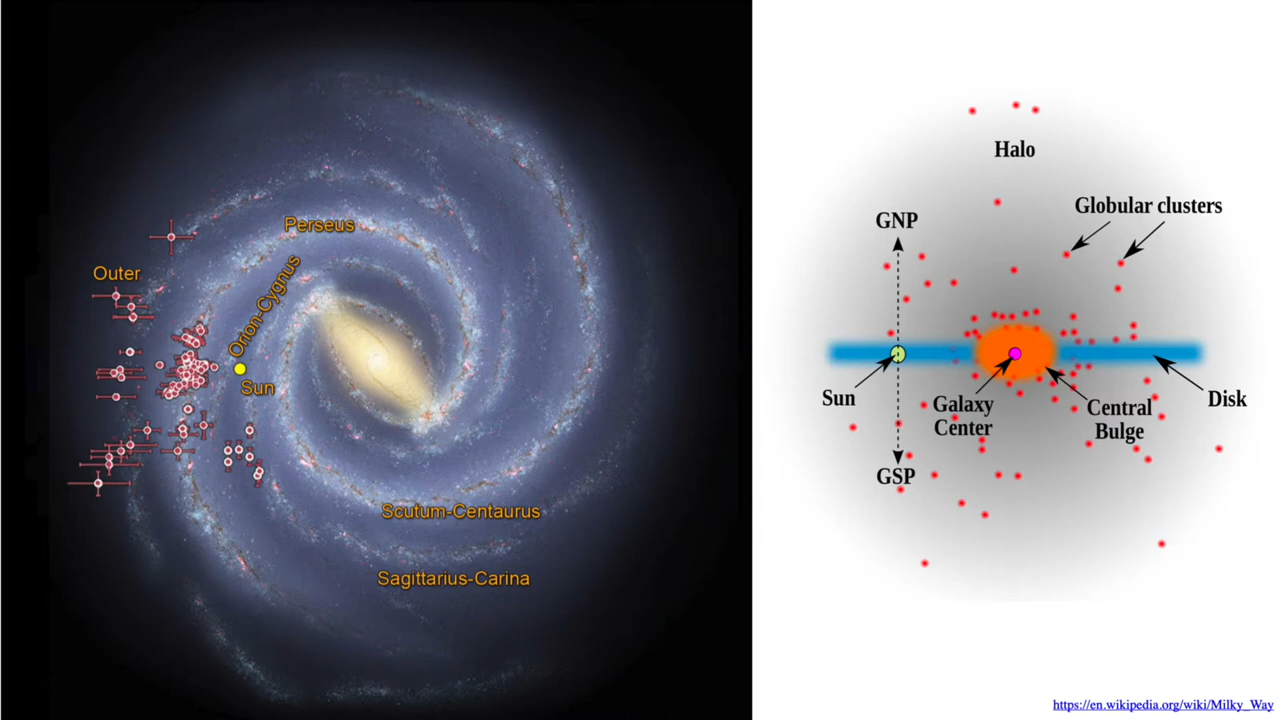 Perseus
Outer
Orion-Cygnus
Sun
Scutum-Centaurus
Sagittarius-Carina
Halo
Globular clusters
GNP
Sun
Galaxy
Center
Central
Bulge
Disk
GSP
https://en.wikipedia.org/wiki/Milky_Way